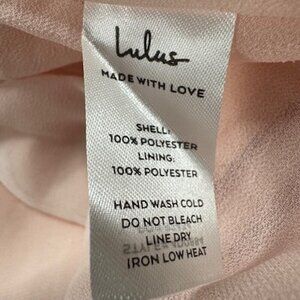 Lulus
MADE WITH LOVE
SHELL:
100% POLYESTER
LINING:
100% POLYESTER
HAND WASH COLD
DO NOT BLEACH
LINE DRY
IRON LOW HEAT